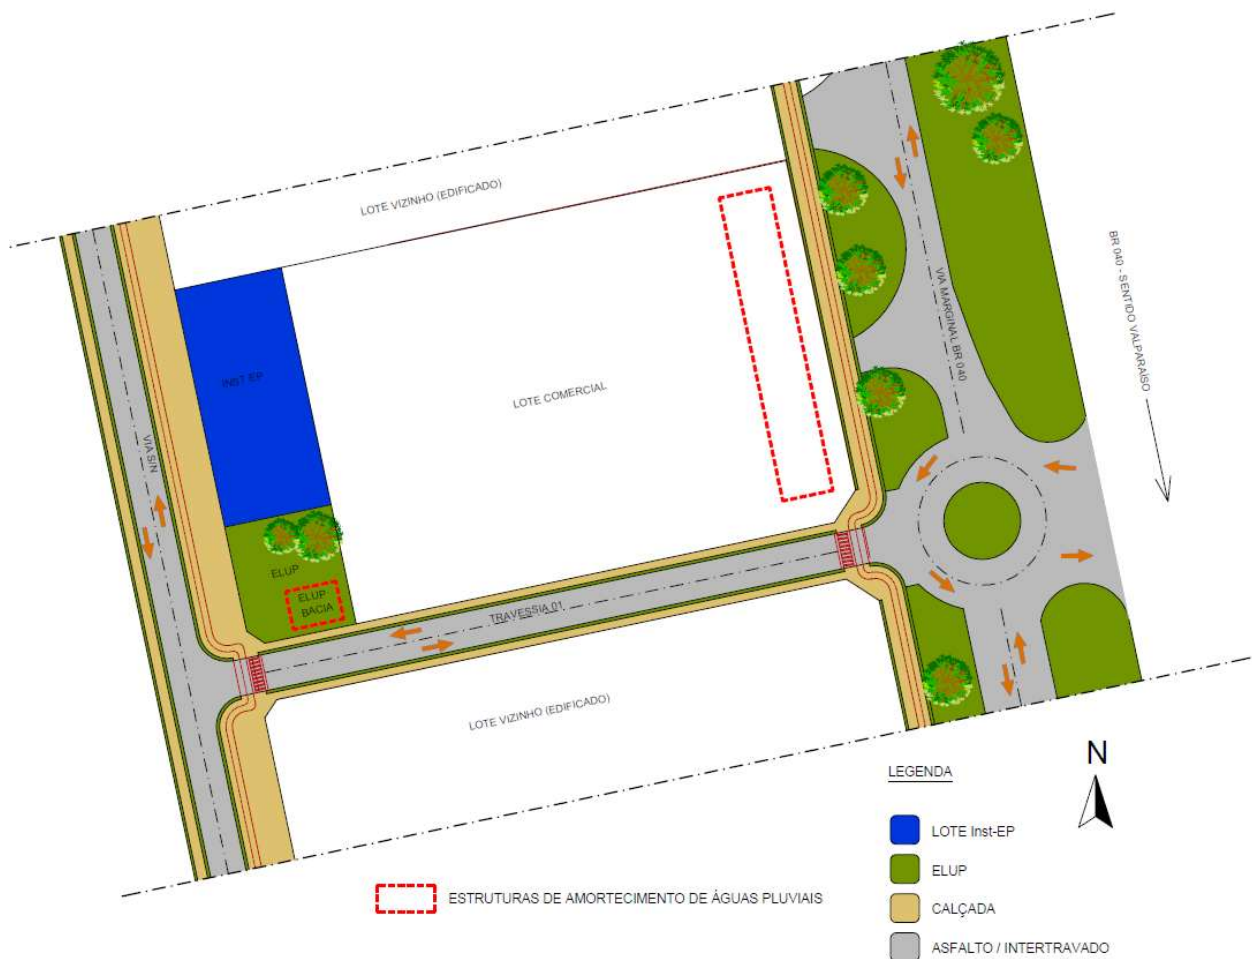 LOTE VIZINHO (EDIFICADO)
BR 040 - SENTIDO VALPARAÍSO
VIA MARGINAL BR 040
INST EP
LOTE COMERCIAL
VIA S/N
ELUP
ELUP
BACIA
TRAVESSIA 01
LOTE VIZINHO (EDIFICADO)
N
LEGENDA
LOTE Inst-EP
ELUP
ESTRUTURAS DE AMORTECIMENTO DE ÁGUAS PLUVIAIS
CALÇADA
ASFALTO / INTERTRAVADO